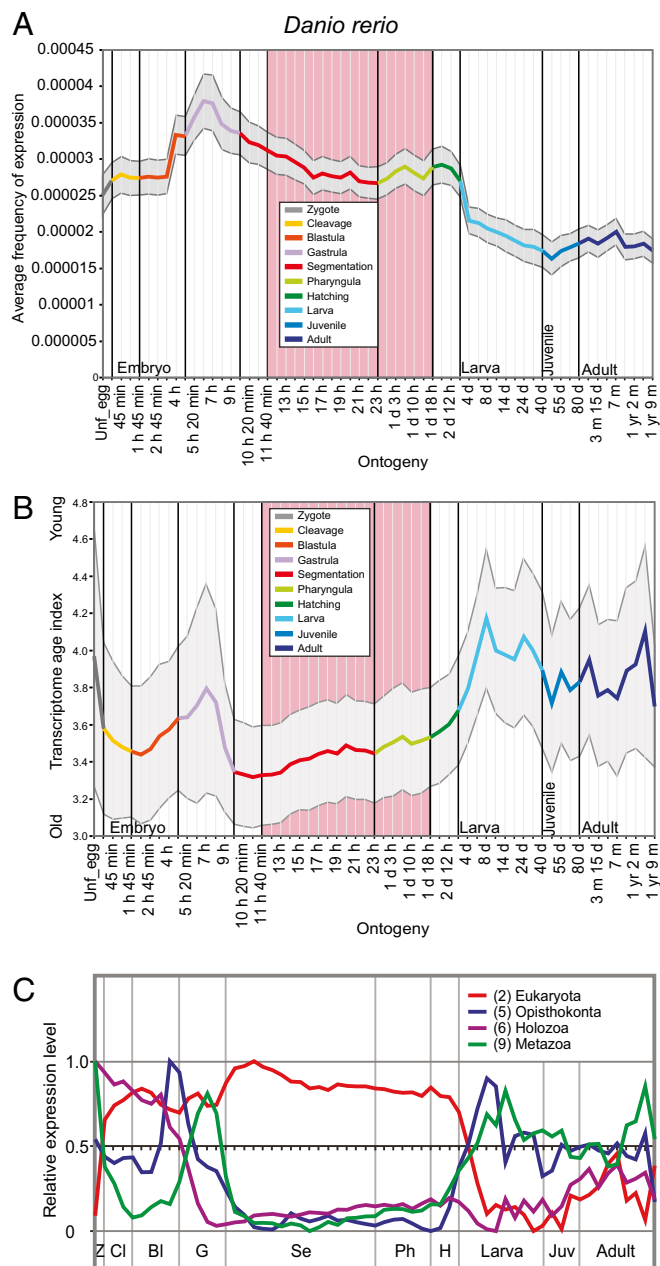 A
Danio rerio
Average frequency of expression
0.00045
0.00004
0.000035
0.00003
0.000025
0.00002
0.000015
0.00001
0.000005
0
Zygote
Cleavage
Blastula
Gastrula
Segmentation
Pharyngula
Hatching
Larva
Juvenile
Adult
Embryo
Larva
Juvenile
Adult
Unf_egg
45 min
1 h 45 min
2 h 45 min
4 h
5 h 20 min
7 h
9 h
10 h 20 mim
11 h 40 min
13 h
15 h
17 h
19 h
21 h
23 h
1 d 3 h
1 d 10 h
1 d 18 h
2 d 12 h
4 d
8 d
14 d
24 d
40 d
55 d
80 d
3 m 15 d
7 m
1 yr 2 m
1 yr 9 m
Ontogeny
B
Transcriptome age index
Young
Old
4.8
4.6
4.4
4.2
4.0
3.8
3.6
3.4
3.2
3.0
Zygote
Cleavage
Blastula
Gastrula
Segmentation
Pharyngula
Hatching
Larva
Juvenile
Adult
Embryo
Larva
Juvenile
Adult
Unf_egg
45 min
1 h 45 min
2 h 45 min
4 h
5 h 20 min
7 h
9 h
10 h 20 mim
11 h 40 min
13 h
15 h
17 h
19 h
21 h
23 h
1 d 3 h
1 d 10 h
1 d 18 h
2 d 12 h
4 d
8 d
14 d
24 d
40 d
55 d
80 d
3 m 15 d
7 m
1 yr 2 m
1 yr 9 m
Ontogeny
C
(2) Eukaryota
(5) Opisthokonta
(6) Holozoa
(9) Metazoa
Relative expression level
1.0
0.5
0
Z Cl Bl G Se Ph H Larva Juv Adult